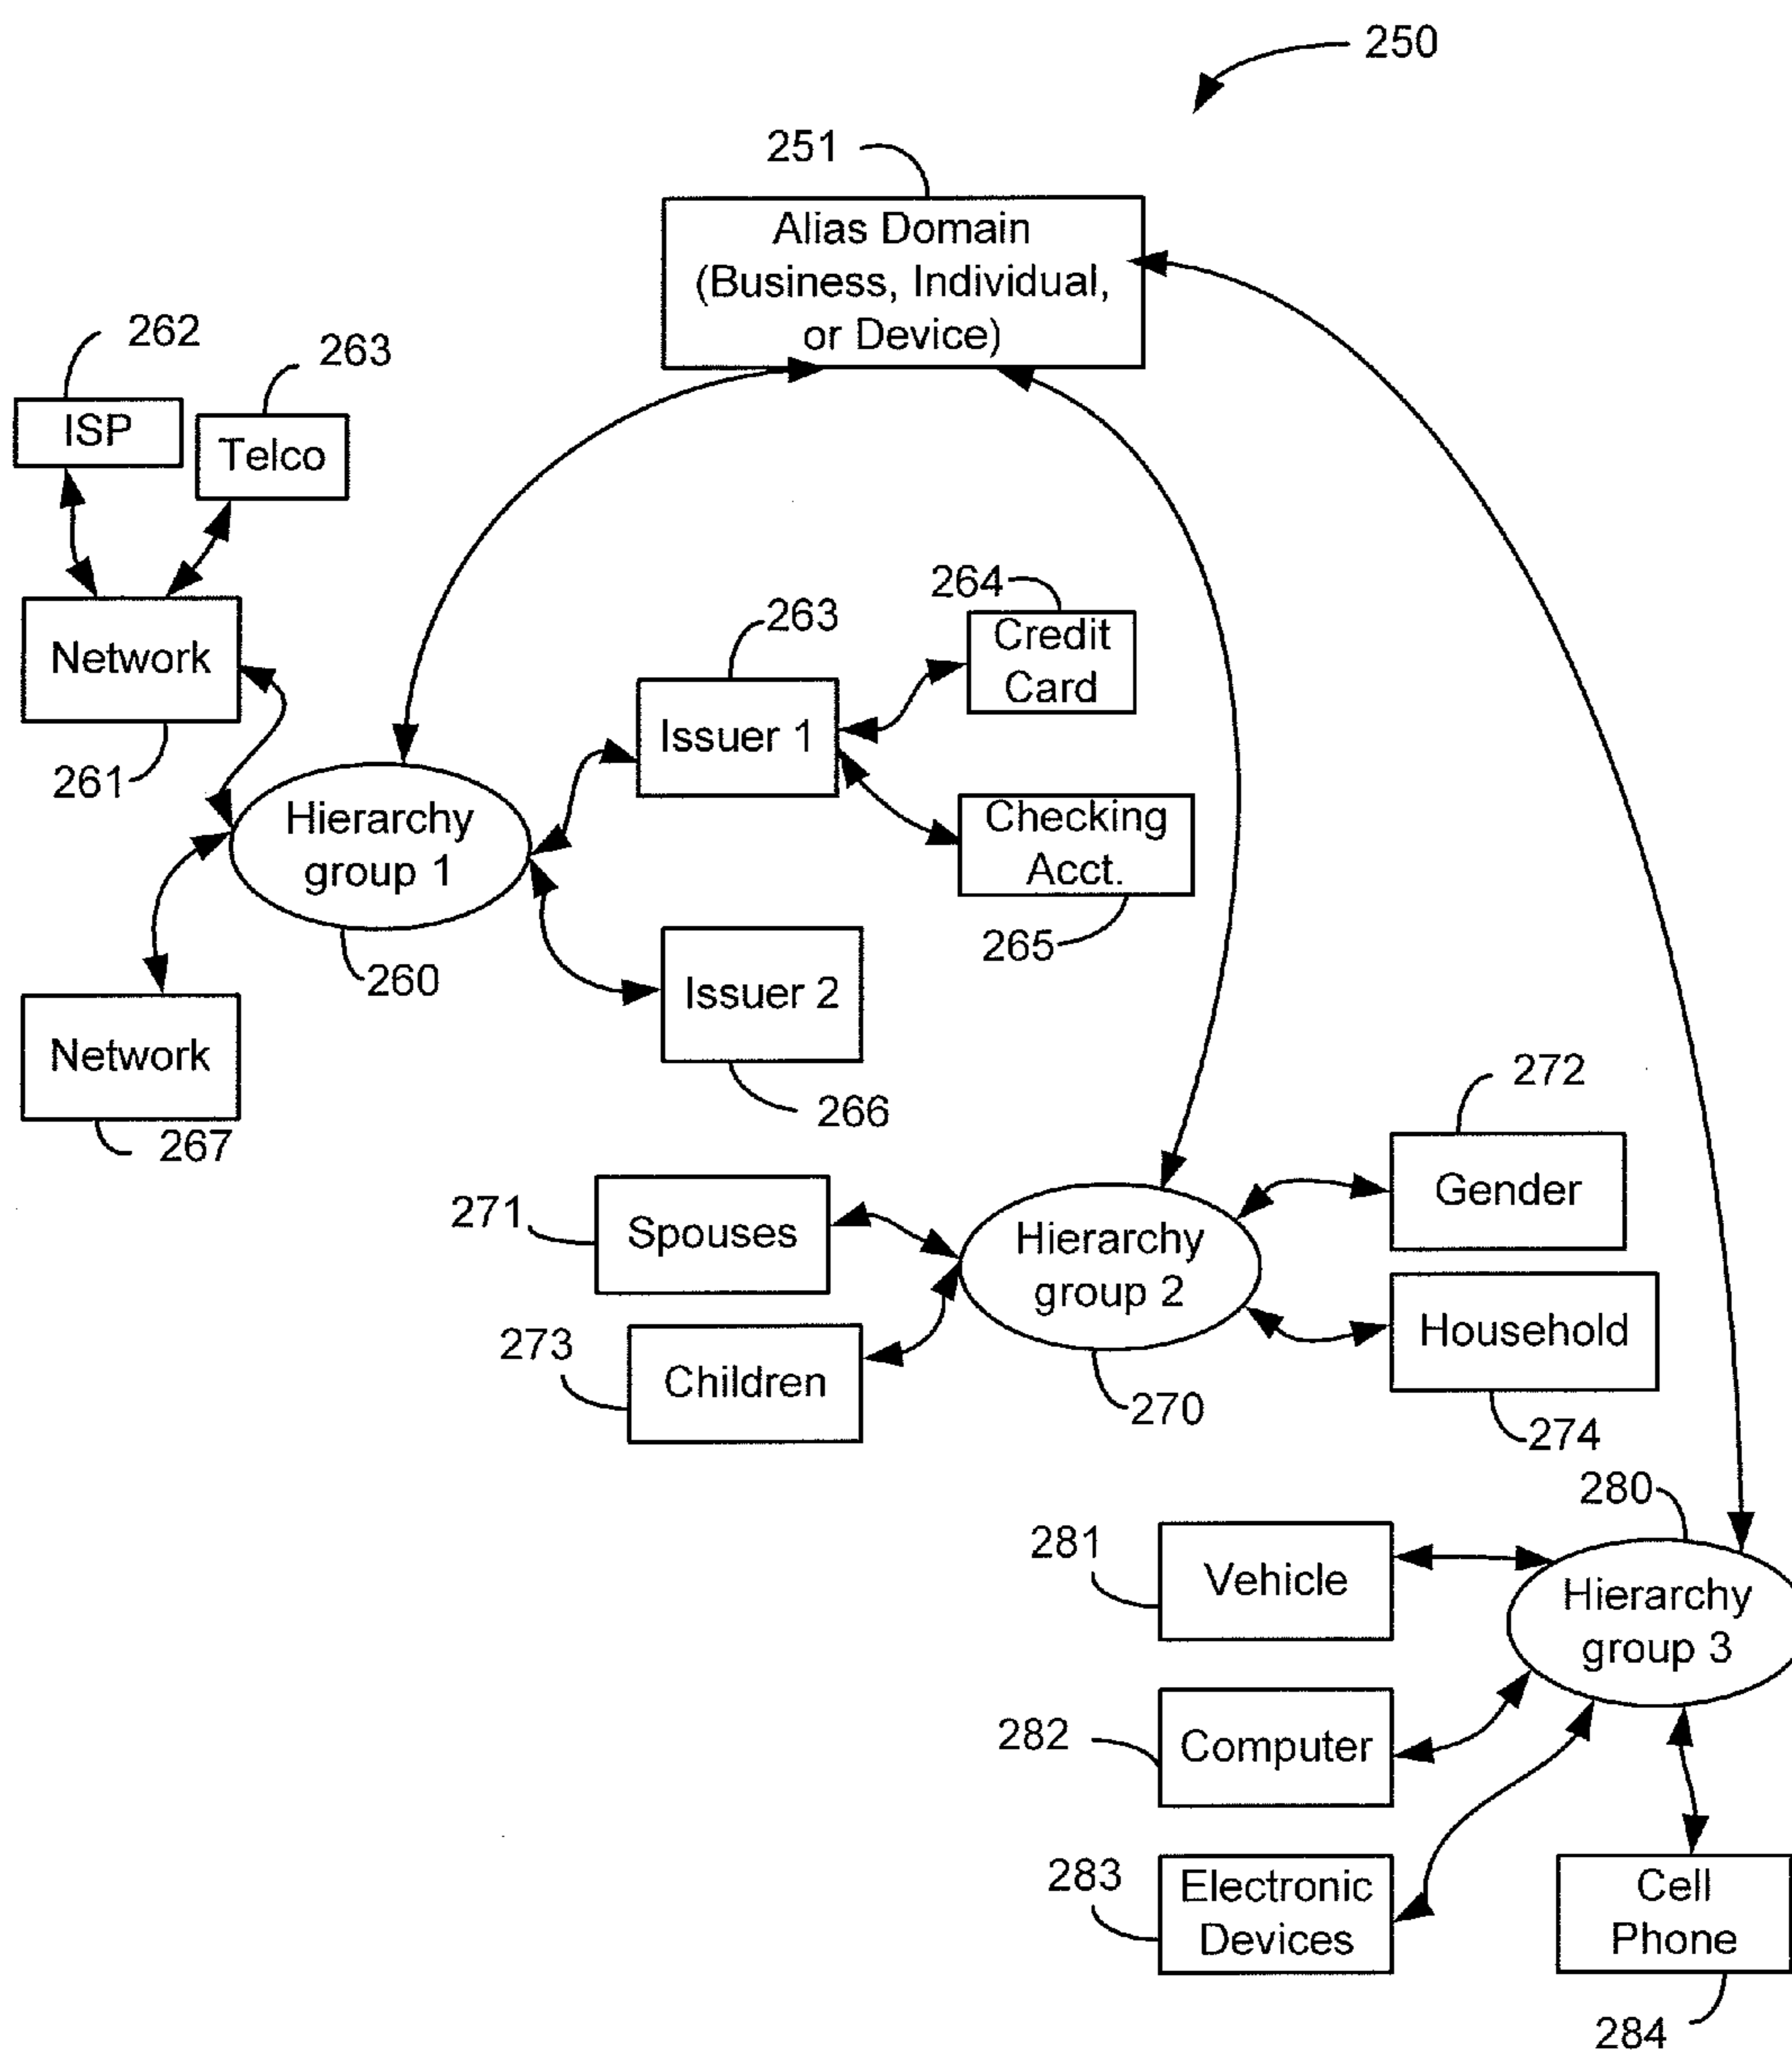 250
251
Alias Domain
(Business, Individual,
or Device)
262
263
ISP
Telco
Network
261
264
Credit
Card
263
Issuer 1
Checking
Acct.
265
Hierarchy
group 1
260
Issuer 2
266
Network
267
272
Gender
271
Spouses
Hierarchy
group 2
270
Household
274
273
Children
280
Hierarchy
group 3
281
Vehicle
282
Computer
283
Electronic
Devices
Cell
Phone
284